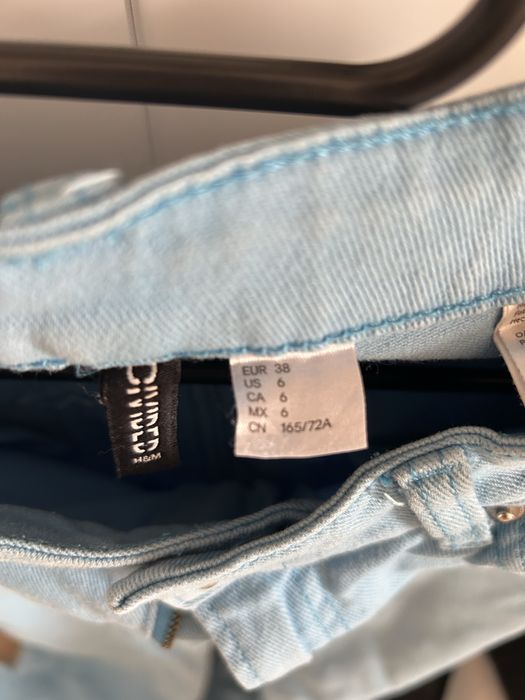 DIVIDED
H&M
EUR 38
US 6
CA 6
MX 6
CN 165/72A